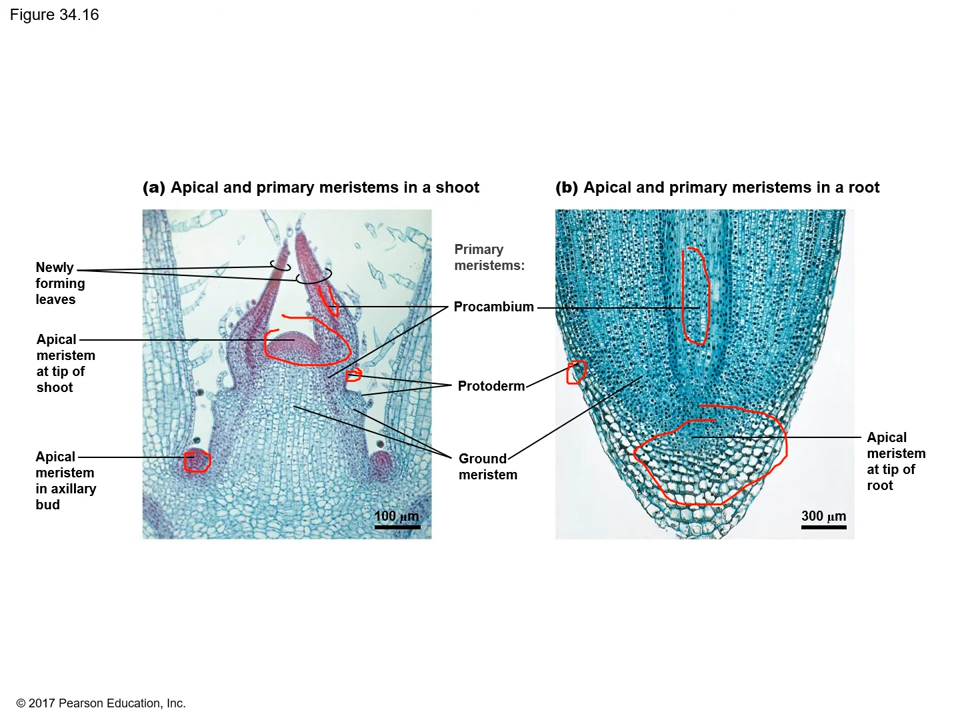 Figure 34.16
(a) Apical and primary meristems in a shoot
(b) Apical and primary meristems in a root
Newly
forming
leaves
Apical
meristem
at tip of
shoot
Apical
meristem
in axillary
bud
100 μm
Primary
meristems:
Procambium
Protoderm
Ground
meristem
Apical
meristem
at tip of
root
300 μm
© 2017 Pearson Education, Inc.